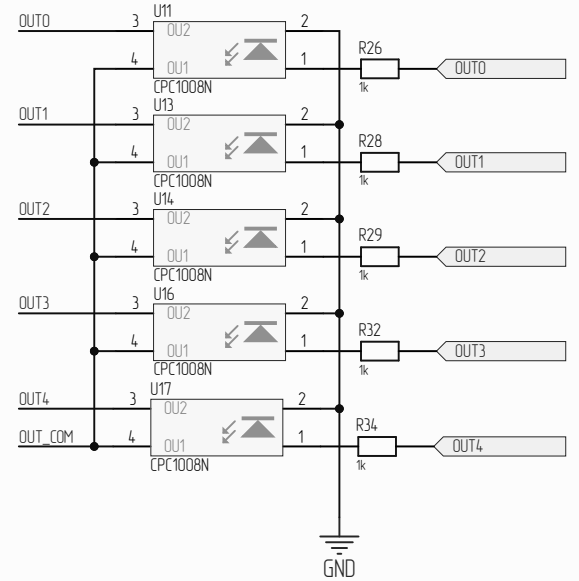 U11
OUT0 3 OU2 2
4 OU1 1 R26 OUT0
CPC1008N 1k
U13
OUT1 3 OU2 2
4 OU1 1 R28 OUT1
CPC1008N 1k
U14
OUT2 3 OU2 2
4 OU1 1 R29 OUT2
CPC1008N 1k
U16
OUT3 3 OU2 2
4 OU1 1 R32 OUT3
CPC1008N 1k
U17
OUT4 3 OU2 2
OUT_COM 4 OU1 1 R34 OUT4
CPC1008N 1k
GND